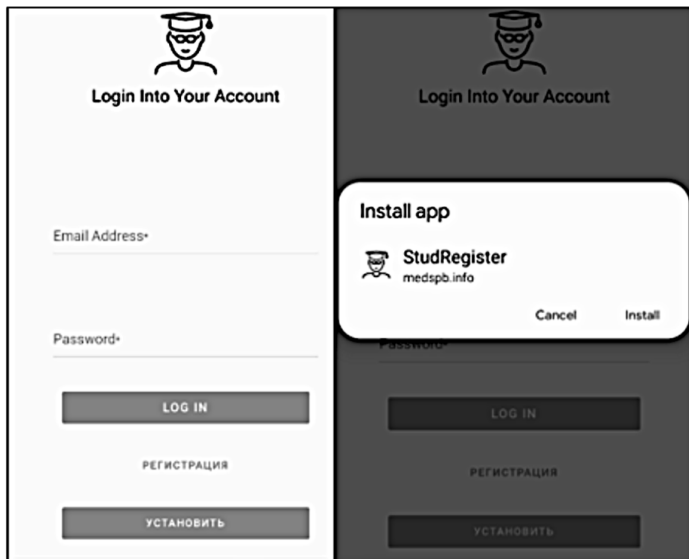 Login Into Your Account
Email Address*
Password*
LOG IN
РЕГИСТРАЦИЯ
УСТАНОВИТЬ
Login Into Your Account
Install app
StudRegister
medspb.info
Cancel Install
Password*
LOG IN
РЕГИСТРАЦИЯ
УСТАНОВИТЬ